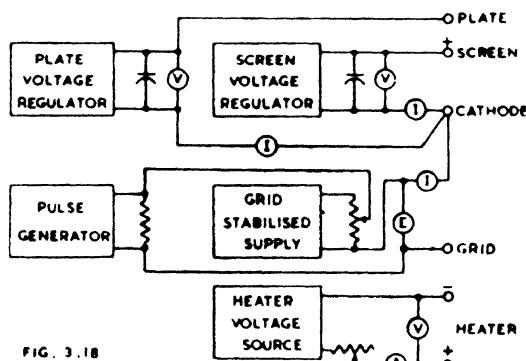 PLATE
PLATE
VOLTAGE
REGULATOR
V
SCREEN
VOLTAGE
REGULATOR
V
+
SCREEN
I
CATHODE
I
I
PULSE
GENERATOR
GRID
STABILISED
SUPPLY
E
GRID
HEATER
VOLTAGE
SOURCE
−
V
HEATER
+
FIG. 3.18